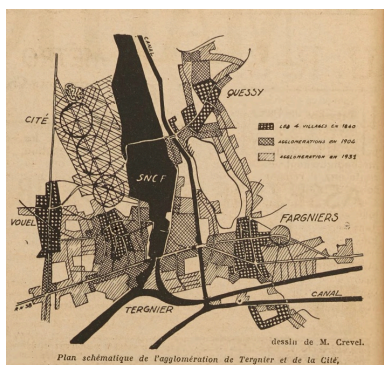 CANAL
QUESSY
CITÉ
LES 4 VILLAGES EN 1840
AGGLOMÉRATIONS EN 1906
AGGLOMÉRATION EN 1955
SNCF
VOUEL
FARGNIERS
TERGNIER
CANAL
dessin de M. Crevel.
Plan schématique de l'agglomération de Tergnier et de la Cité,